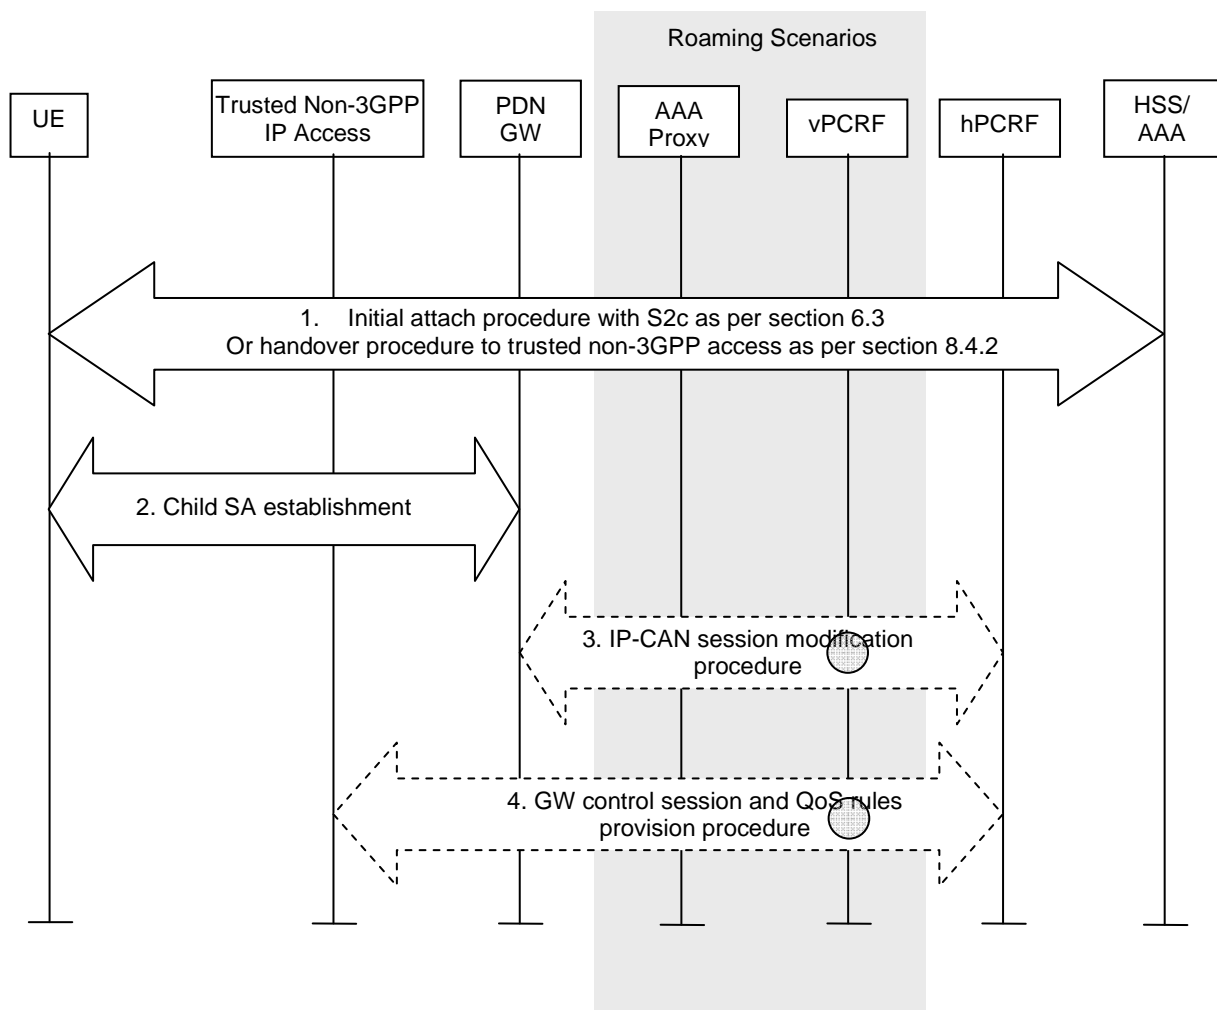 Roaming Scenarios
UE
Trusted Non-3GPP
IP Access
PDN
GW
AAA
Proxy
vPCRF
hPCRF
HSS/
AAA
1. Initial attach procedure with S2c as per section 6.3
Or handover procedure to trusted non-3GPP access as per section 8.4.2
2. Child SA establishment
3. IP-CAN session modification
procedure
4. GW control session and QoS rules
provision procedure